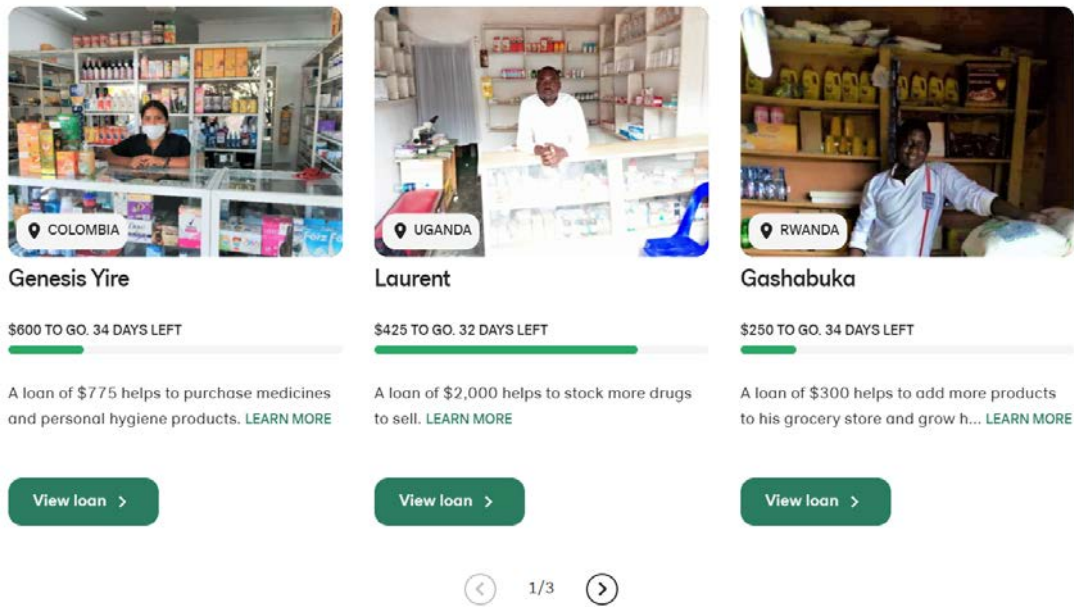 COLOMBIA
Genesis Yire
$600 TO GO. 34 DAYS LEFT
A loan of $775 helps to purchase medicines
and personal hygiene products. LEARN MORE
View loan
UGANDA
Laurent
$425 TO GO. 32 DAYS LEFT
A loan of $2,000 helps to stock more drugs
to sell. LEARN MORE
View loan
RWANDA
Gashabuka
$250 TO GO. 34 DAYS LEFT
A loan of $300 helps to add more products
to his grocery store and grow h... LEARN MORE
View loan
1/3